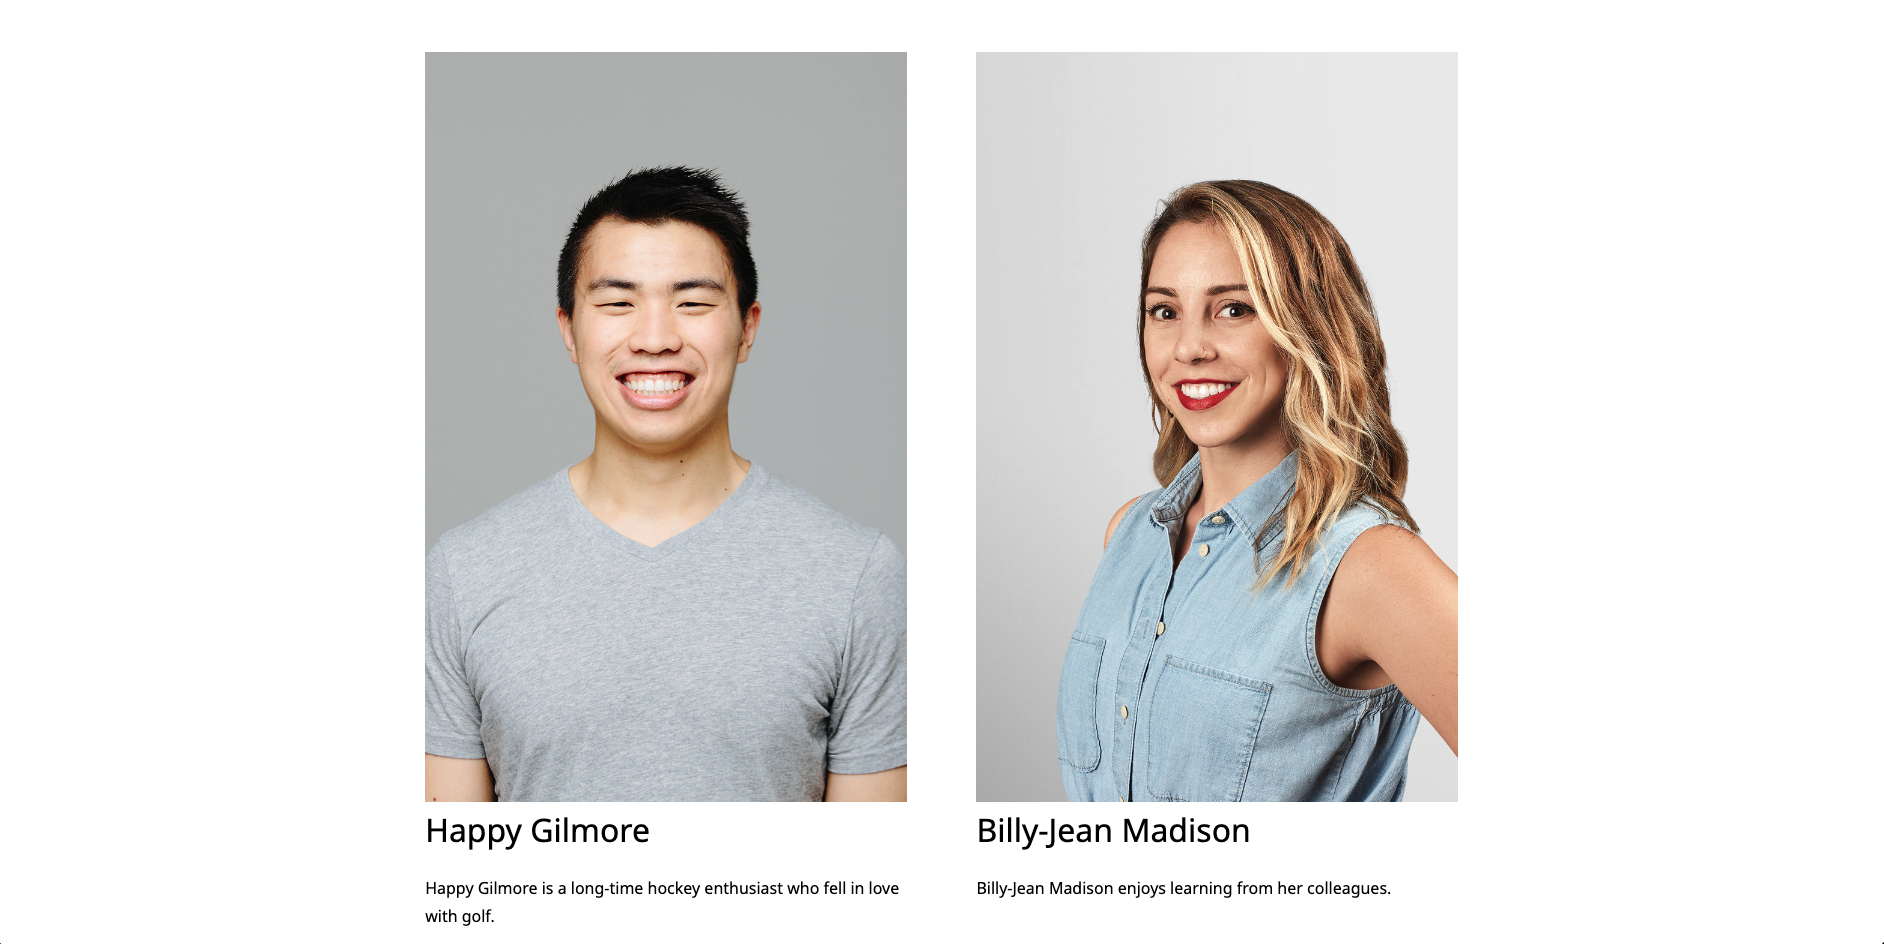 Happy Gilmore
Happy Gilmore is a long-time hockey enthusiast who fell in love
with golf.
Billy-Jean Madison
Billy-Jean Madison enjoys learning from her colleagues.